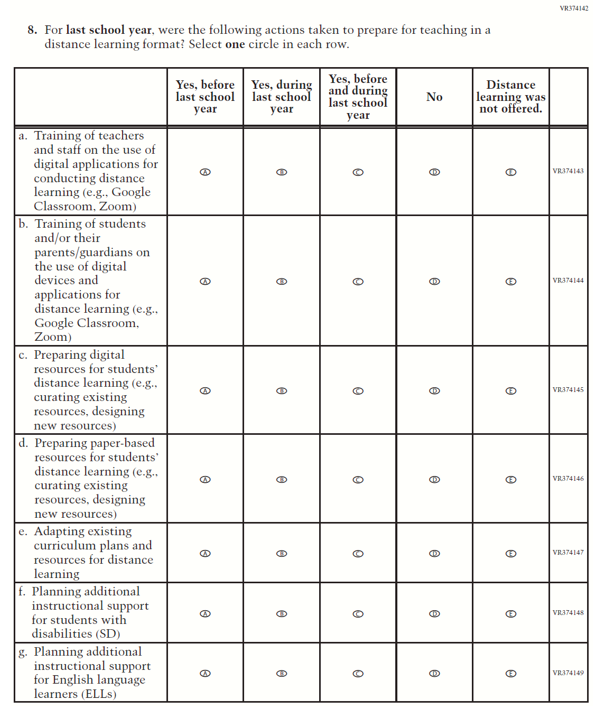 VR374142
8. For last school year, were the following actions taken to prepare for teaching in a
distance learning format? Select one circle in each row.
Yes, before
last school
year
Yes, during
last school
year
Yes, before
and during
last school
year
No
Distance
learning was
not offered.
a. Training of teachers
and staff on the use of
digital applications for
conducting distance
learning (e.g., Google
Classroom, Zoom)
A
B
C
D
E
VR374143
b. Training of students
and/or their
parents/guardians on
the use of digital
devices and
applications for
distance learning (e.g.,
Google Classroom,
Zoom)
A
B
C
D
E
VR374144
c. Preparing digital
resources for students'
distance learning (e.g.,
curating existing
resources, designing
new resources)
A
B
C
D
E
VR374145
d. Preparing paper-based
resources for students'
distance learning (e.g.,
curating existing
resources, designing
new resources)
A
B
C
D
E
VR374146
e. Adapting existing
curriculum plans and
resources for distance
learning
A
B
C
D
E
VR374147
f. Planning additional
instructional support
for students with
disabilities (SD)
A
B
C
D
E
VR374148
g. Planning additional
instructional support
for English language
learners (ELLs)
A
B
C
D
E
VR374149